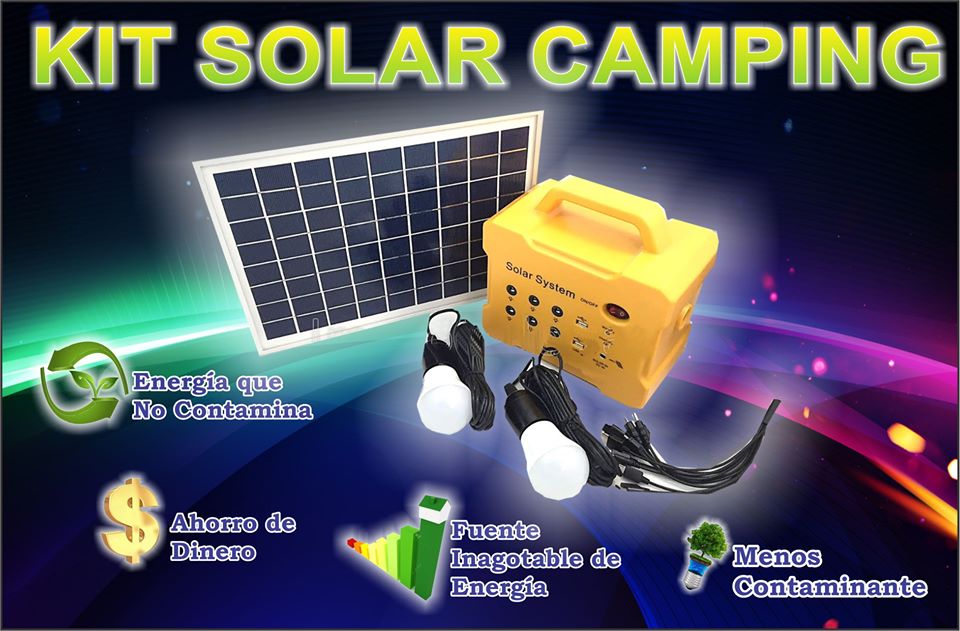 KIT SOLAR CAMPING
Solar System
ON/OFF
Energía que
No Contamina
Ahorro de
Dinero
Fuente
Inagotable de
Energía
Menos
Contaminante